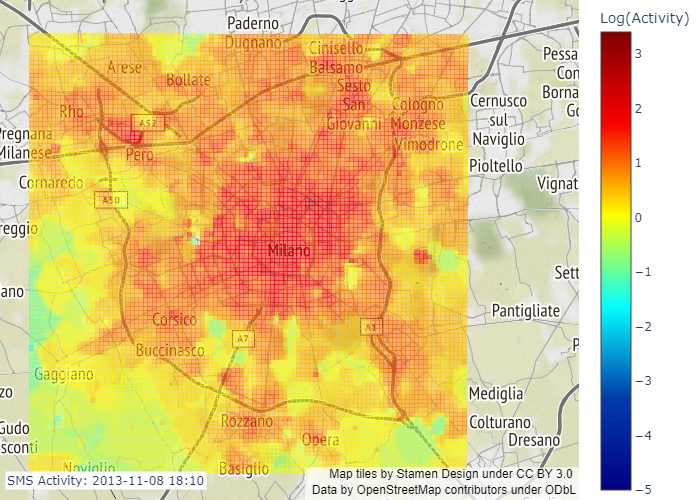 Paderno
Dugnano
Cinisello
Balsamo
Arese
Bollate
Sesto
San
Giovanni
Cologno
Monzese
Vimodrone
Rho
A52
Pero
Pregnana
Milanese
Cornaredo
A50
reggio
Cernusco
sul
Naviglio
Pioltello
Pessa
Con
Borna
Go
Vignat
Milano
ano
Sett
Pantigliate
P
Corsico
A7
Buccinasco
Gaggiano
zo
Gudo
sconti
Rozzano
Opera
Mediglia
Colturano
Dresano
Noviglio
Basiglio
SMS Activity: 2013-11-08 18:10
Map tiles by Stamen Design under CC BY 3.0
Data by OpenStreetMap contributors under ODbL
Log(Activity)
3
2
1
0
−1
−2
−3
−4
−5